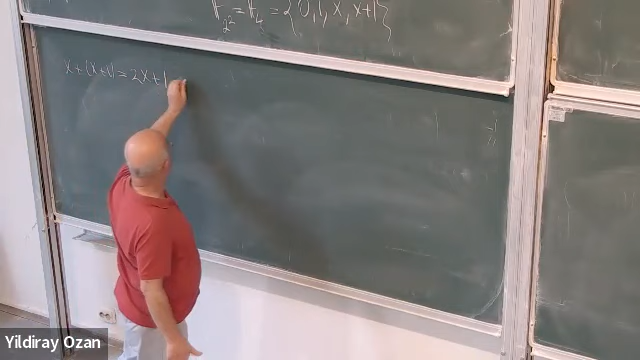 F_{2^2} = F_4 = {0, 1, x, x+1}
x + (x+1) = 2x+1
Yildiray Ozan